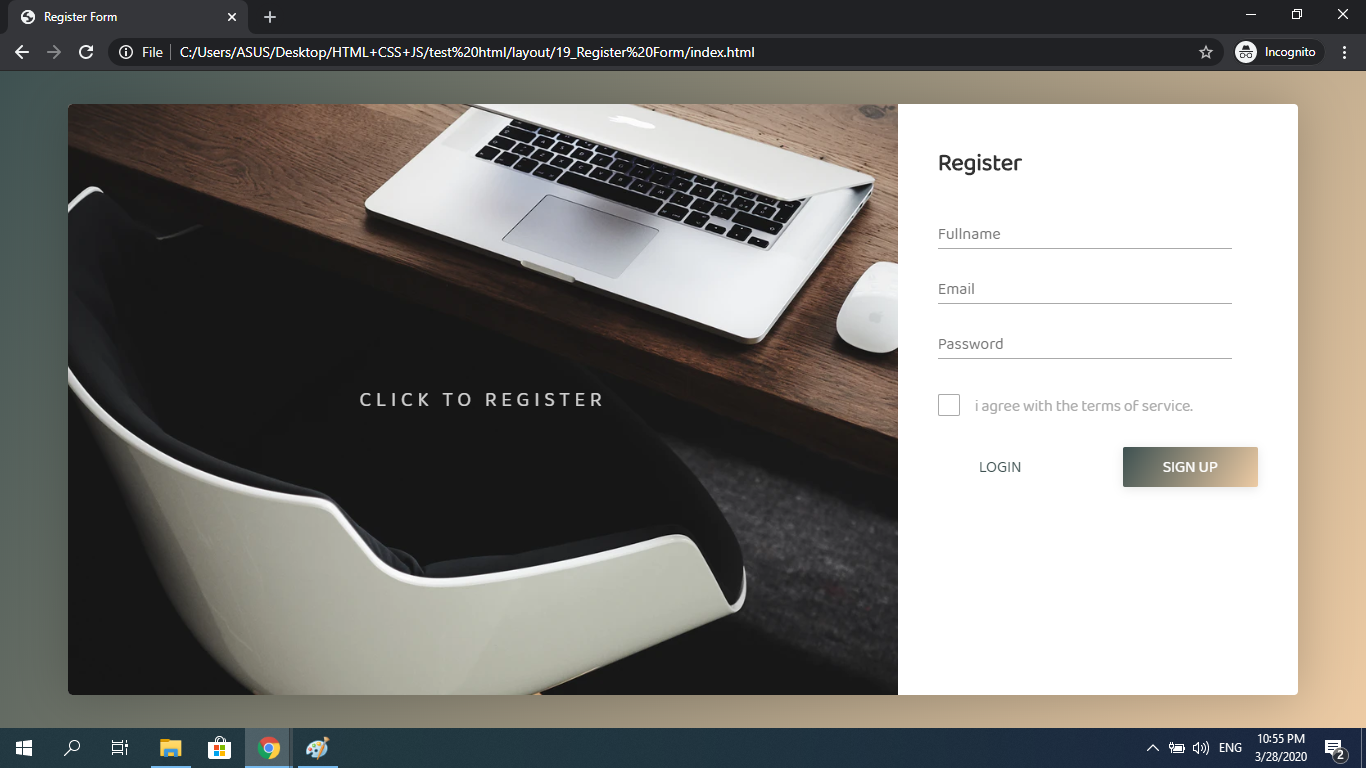 Register Form
File
C:/Users/ASUS/Desktop/HTML+CSS+JS/test%20html/layout/19_Register%20Form/index.html
Incognito
Register
Fullname
Email
Password
CLICK TO REGISTER
i agree with the terms of service.
LOGIN
SIGN UP
ENG
10:55 PM
3/28/2020
2